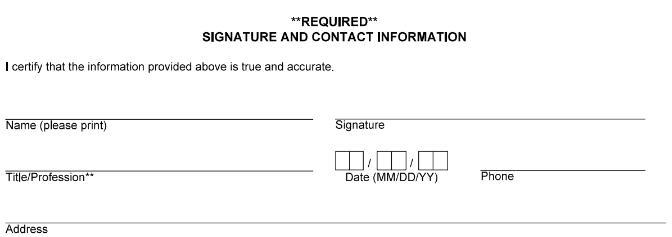 **REQUIRED**
SIGNATURE AND CONTACT INFORMATION
I certify that the information provided above is true and accurate.
Name (please print) Signature
/ /
Title/Profession** Date (MM/DD/YY) Phone
Address